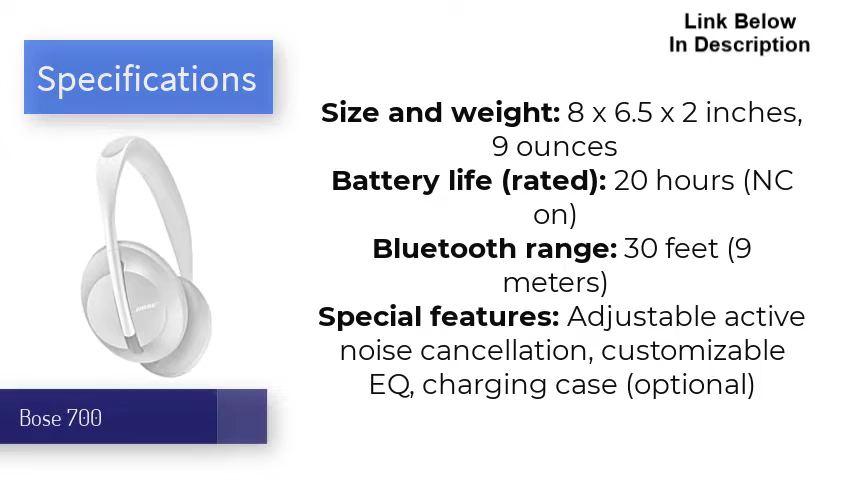 Link Below
In Description
Specifications
Size and weight: 8 x 6.5 x 2 inches,
9 ounces
Battery life (rated): 20 hours (NC
on)
Bluetooth range: 30 feet (9
meters)
Special features: Adjustable active
noise cancellation, customizable
EQ, charging case (optional)
BOSE
Bose 700